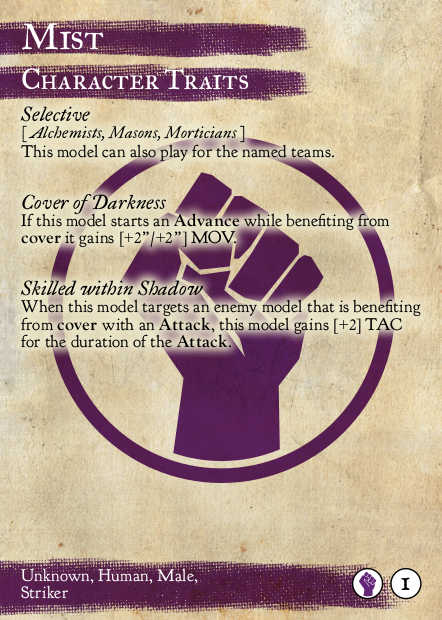 Mist
Character Traits
Selective
[Alchemists, Masons, Morticians]
This model can also play for the named teams.
Cover of Darkness
If this model starts an Advance while benefiting from
cover it gains [+2"/+2"] MOV.
Skilled within Shadow
When this model targets an enemy model that is benefiting
from cover with an Attack, this model gains [+2] TAC
for the duration of the Attack.
Unknown, Human, Male,
Striker
1